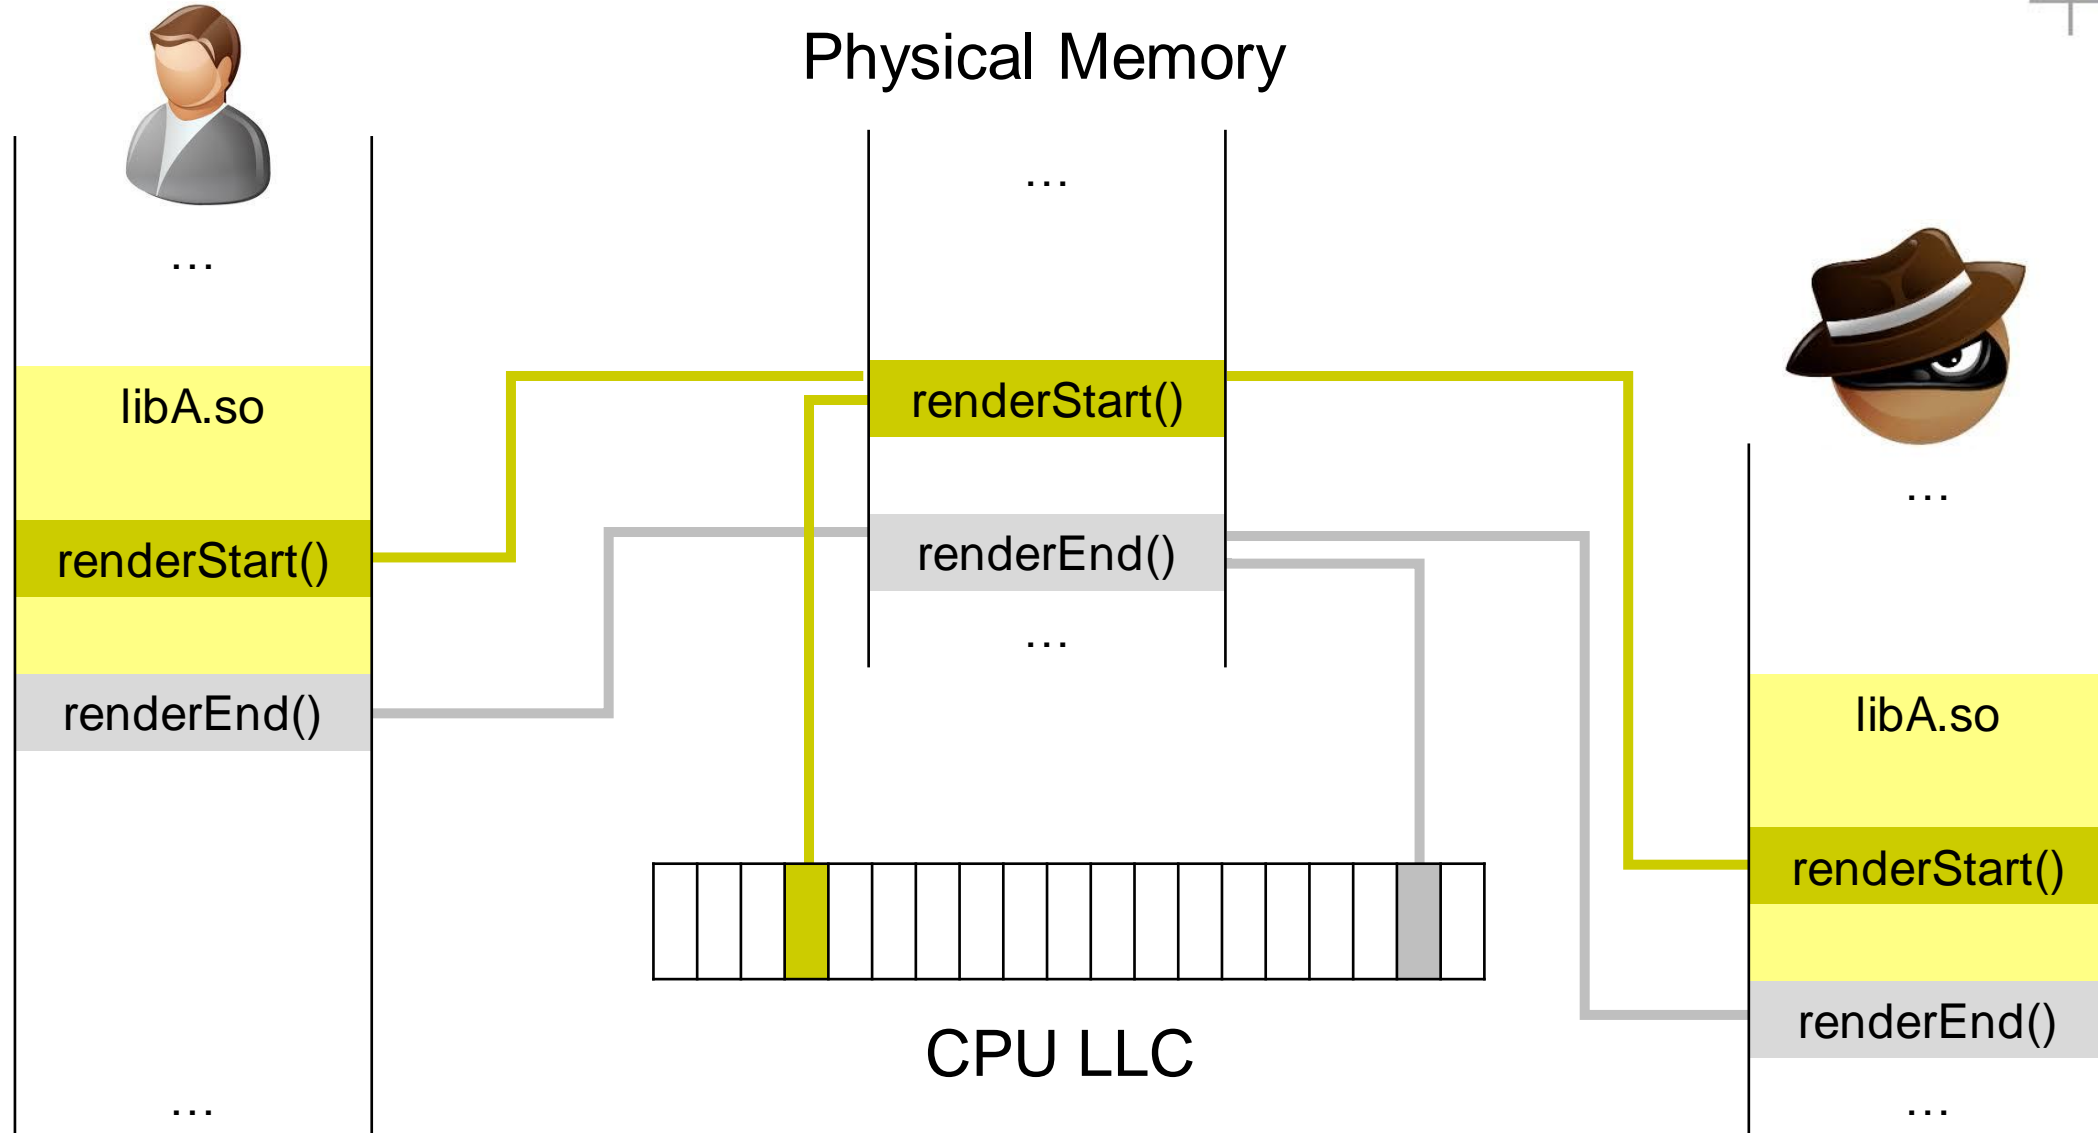 Physical Memory
…
libA.so
renderStart()
renderEnd()
…
…
renderStart()
renderEnd()
…
CPU LLC
…
libA.so
renderStart()
renderEnd()
…